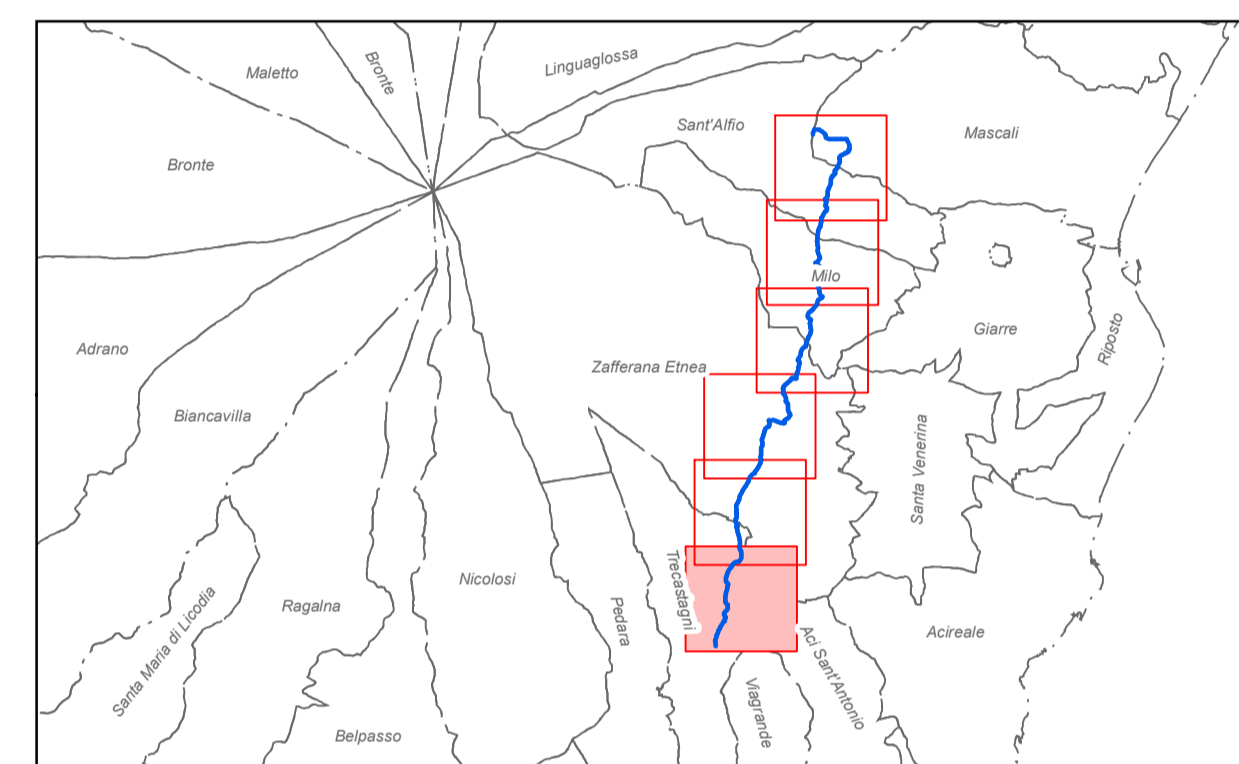 Linguaglossa
Maletto
Bronte
Sant'Alfio
Mascali
Bronte
Milo
Giarre
Riposto
Adrano
Zafferana Etnea
Biancavilla
Santa Venerina
Nicolosi
Trecastagni
Ragalna
Pedara
Santa Maria di Licodia
Aci Sant'Antonio
Acireale
Viagrande
Belpasso